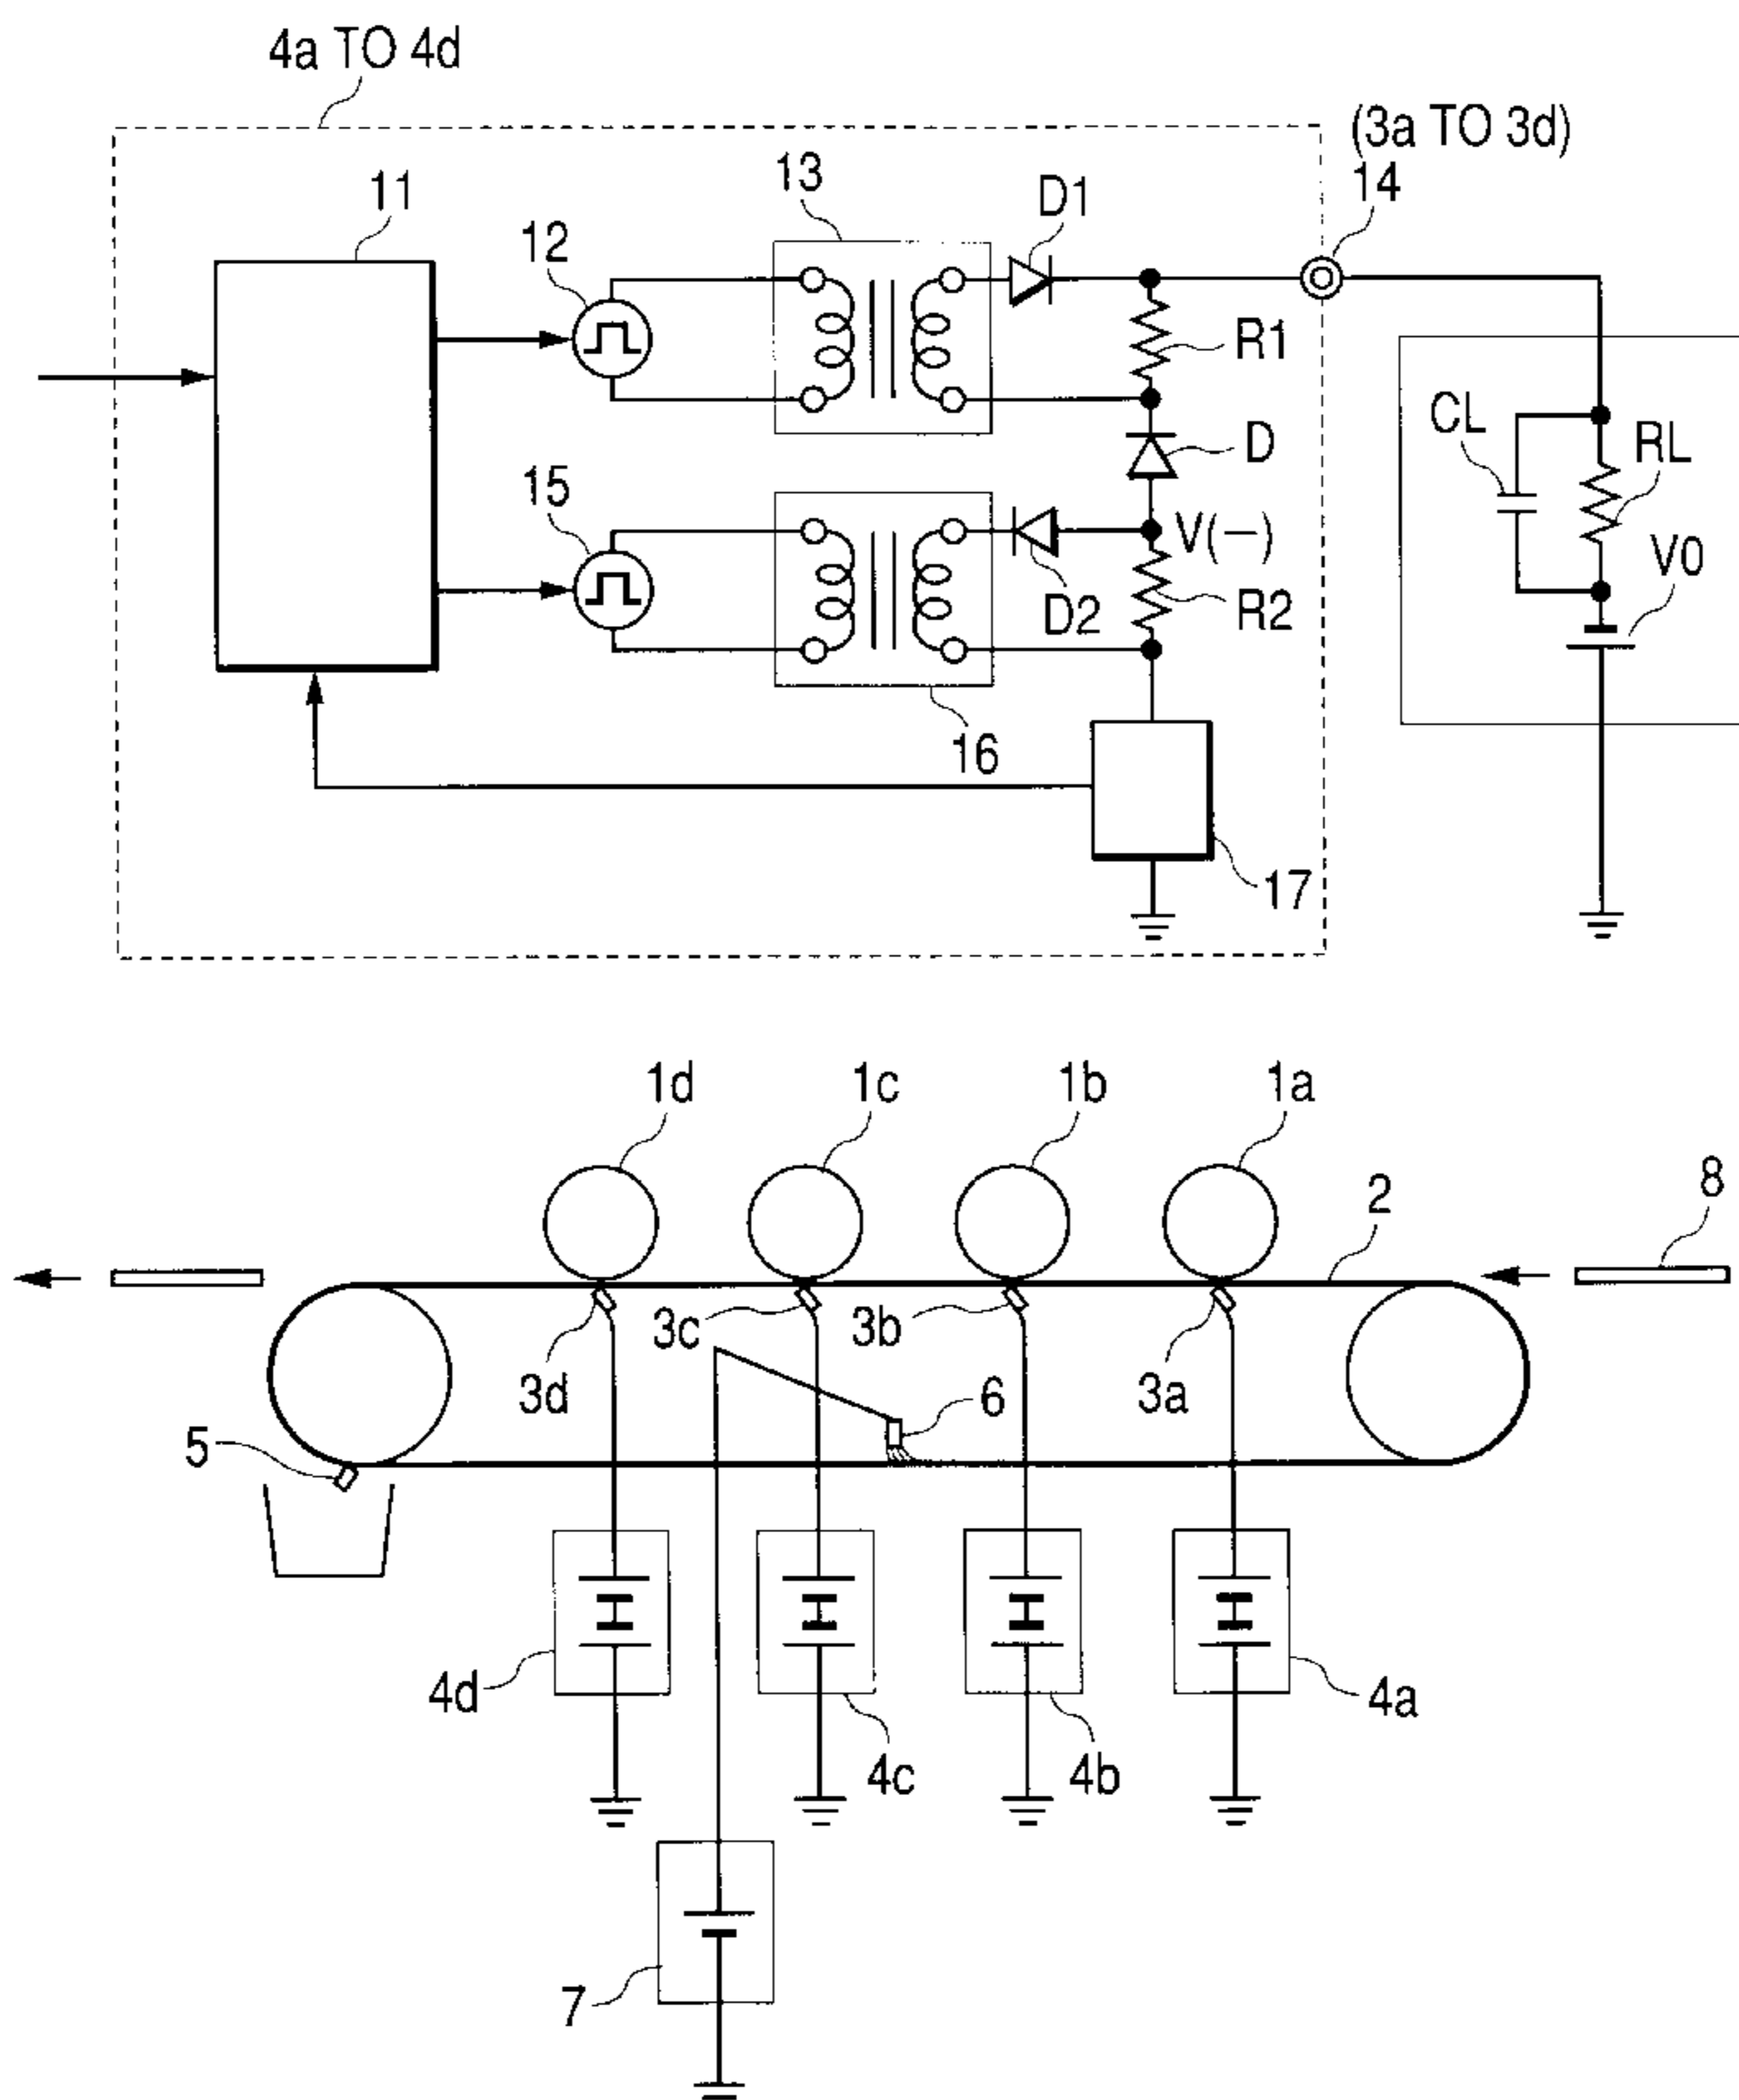 4a TO 4d
(3a TO 3d)
11
12
13
D1
14
R1
CL
RL
D
15
V(—)
V0
D2
R2
16
17
1d
1c
1b
1a
2
8
3d
3c
3b
3a
6
5
4d
4c
4b
4a
7